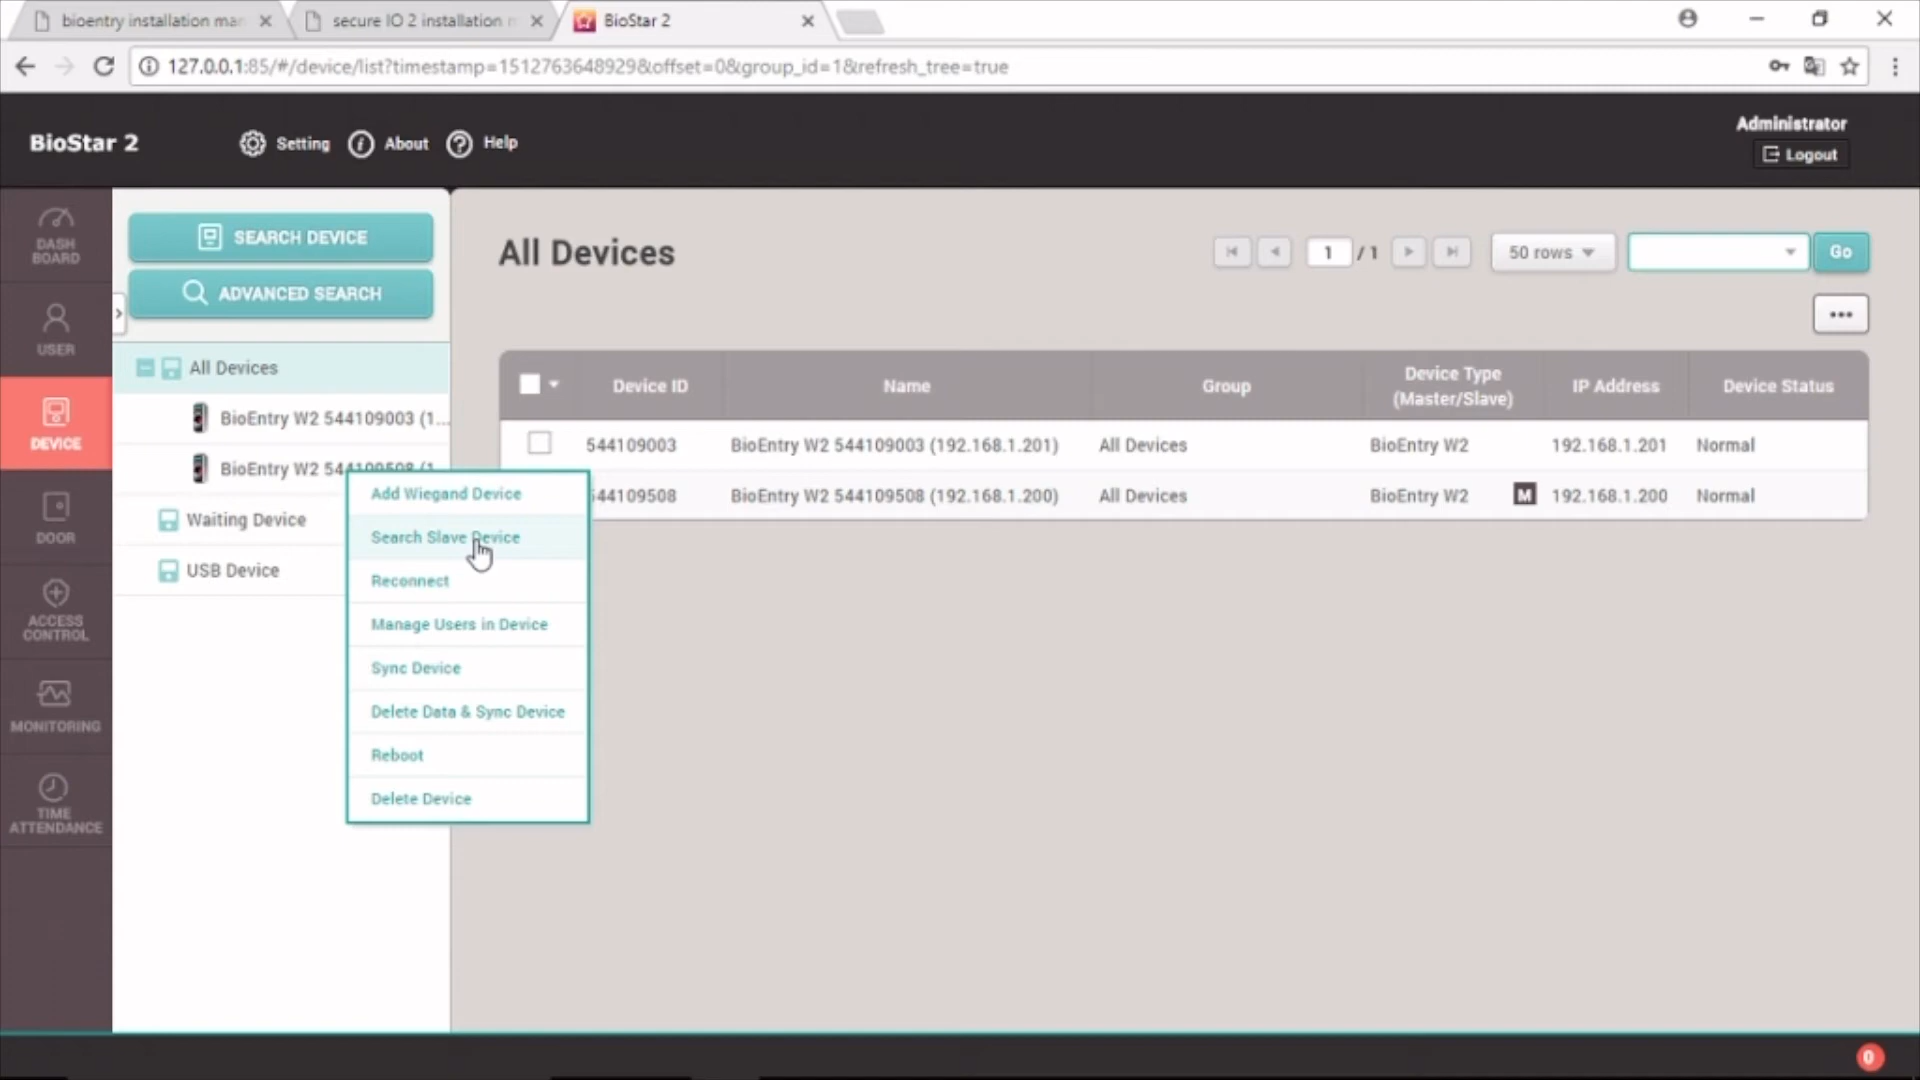 bioentry installation man
secure IO 2 installation m
BioStar 2
127.0.0.1:85/#/device/list?timestamp=1512763648929&offset=0&group_id=1&refresh_tree=true
BioStar 2
Setting
About
Help
Administrator
Logout
DASH
BOARD
USER
DEVICE
DOOR
ACCESS
CONTROL
MONITORING
TIME
ATTENDANCE
SEARCH DEVICE
ADVANCED SEARCH
All Devices
BioEntry W2 544109003 (1...
BioEntry W2 544109508 (1
Waiting Device
USB Device
Add Wiegand Device
Search Slave Device
Reconnect
Manage Users in Device
Sync Device
Delete Data & Sync Device
Reboot
Delete Device
All Devices
1 / 1
50 rows
Go
Device ID Name Group Device Type (Master/Slave) IP Address Device Status
544109003 BioEntry W2 544109003 (192.168.1.201) All Devices BioEntry W2 192.168.1.201 Normal
544109508 BioEntry W2 544109508 (192.168.1.200) All Devices BioEntry W2 M 192.168.1.200 Normal
0